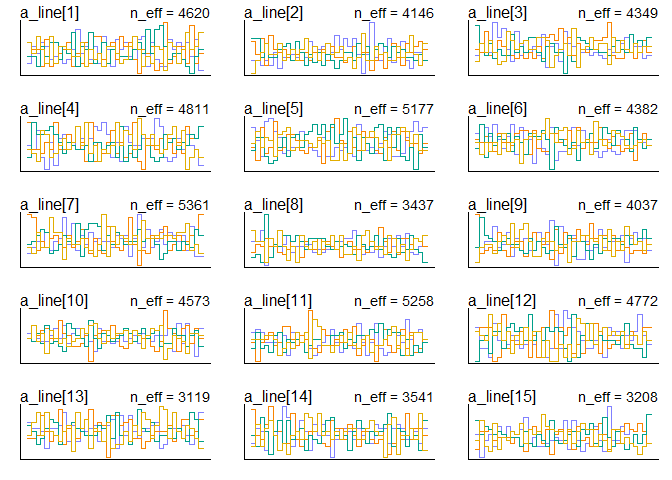 a_line[1] n_eff = 4620 a_line[2] n_eff = 4146 a_line[3] n_eff = 4349
a_line[4] n_eff = 4811 a_line[5] n_eff = 5177 a_line[6] n_eff = 4382
a_line[7] n_eff = 5361 a_line[8] n_eff = 3437 a_line[9] n_eff = 4037
a_line[10] n_eff = 4573 a_line[11] n_eff = 5258 a_line[12] n_eff = 4772
a_line[13] n_eff = 3119 a_line[14] n_eff = 3541 a_line[15] n_eff = 3208